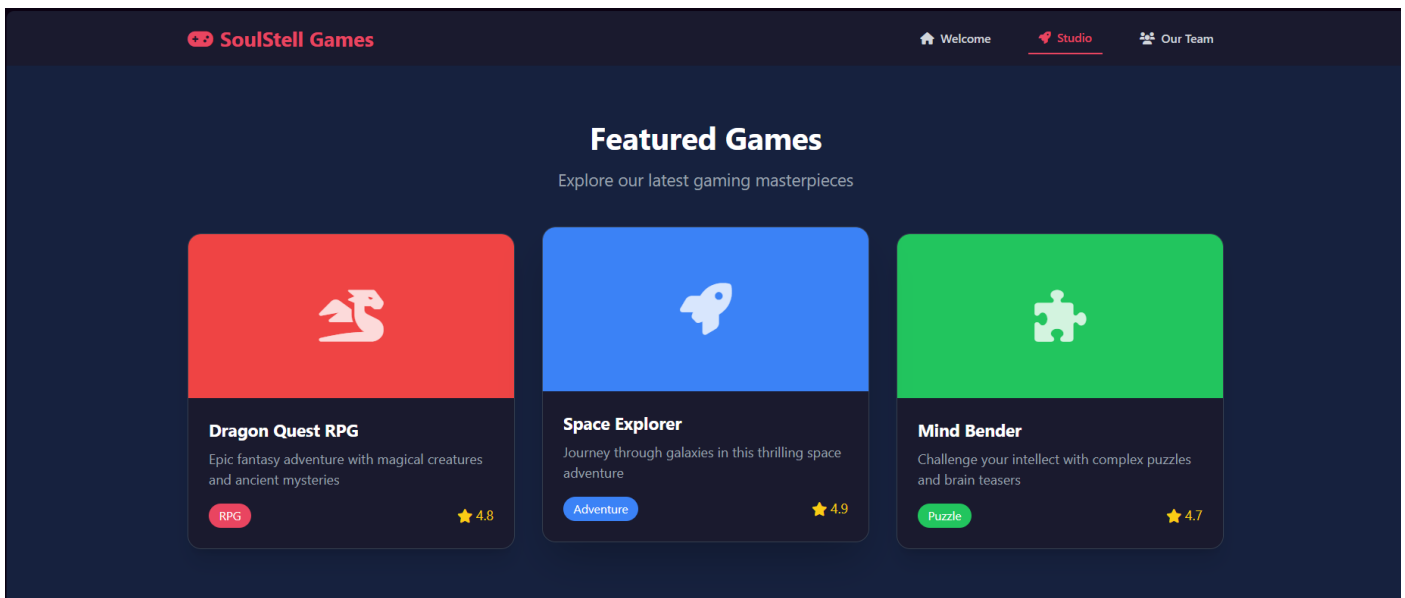 SoulStell Games
Welcome
Studio
Our Team
Featured Games
Explore our latest gaming masterpieces
Dragon Quest RPG
Epic fantasy adventure with magical creatures
and ancient mysteries
RPG
4.8
Space Explorer
Journey through galaxies in this thrilling space
adventure
Adventure
4.9
Mind Bender
Challenge your intellect with complex puzzles
and brain teasers
Puzzle
4.7